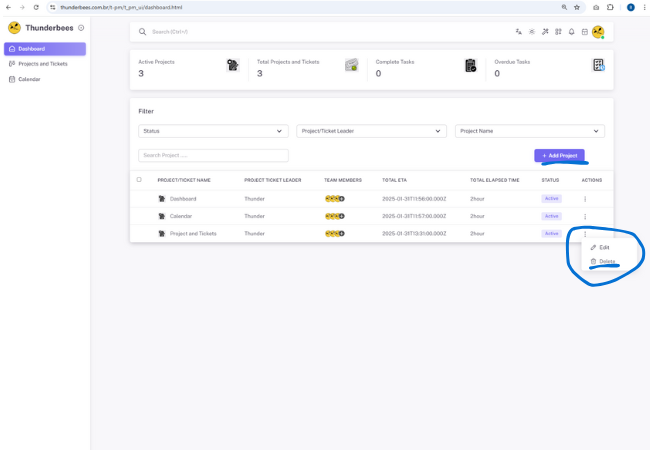 thunderbees.com.br/t-pm/t_pm_ui/dashboard.html
Thunderbees
Search (Ctrl+/)
Dashboard
Projects and Tickets
Calendar
Active Projects
3
Total Projects and Tickets
3
Complete Tasks
0
Overdue Tasks
0
Filter
Status
Project/Ticket Leader
Project Name
Search Project .....
+ Add Project
PROJECT/TICKET NAME PROJECT TICKET LEADER TEAM MEMBERS TOTAL ETA TOTAL ELAPSED TIME STATUS ACTIONS
Dashboard Thunder 2025-01-31T11:56:00.000Z 2hour Active
Calendar Thunder 2025-01-31T11:57:00.000Z 2hour Active
Project and Tickets Thunder 2025-01-31T13:31:00.000Z 2hour Active
Edit
Delete